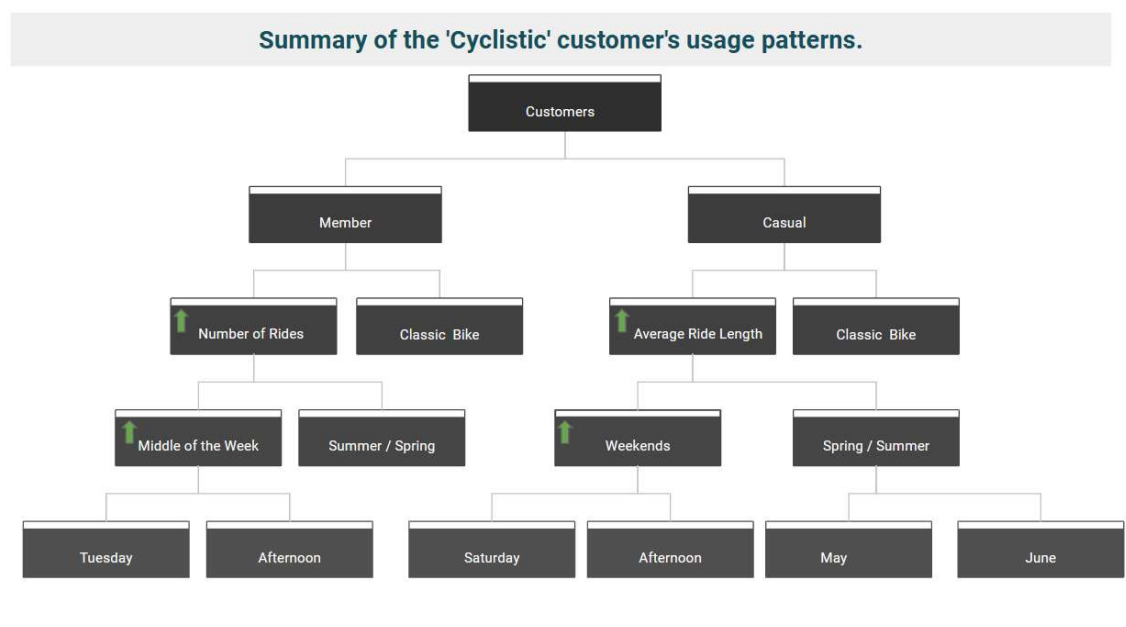 Summary of the 'Cyclistic' customer's usage patterns.
Customers
Member
Casual
Number of Rides
Classic Bike
Average Ride Length
Classic Bike
Middle of the Week
Summer / Spring
Weekends
Spring / Summer
Tuesday
Afternoon
Saturday
Afternoon
May
June